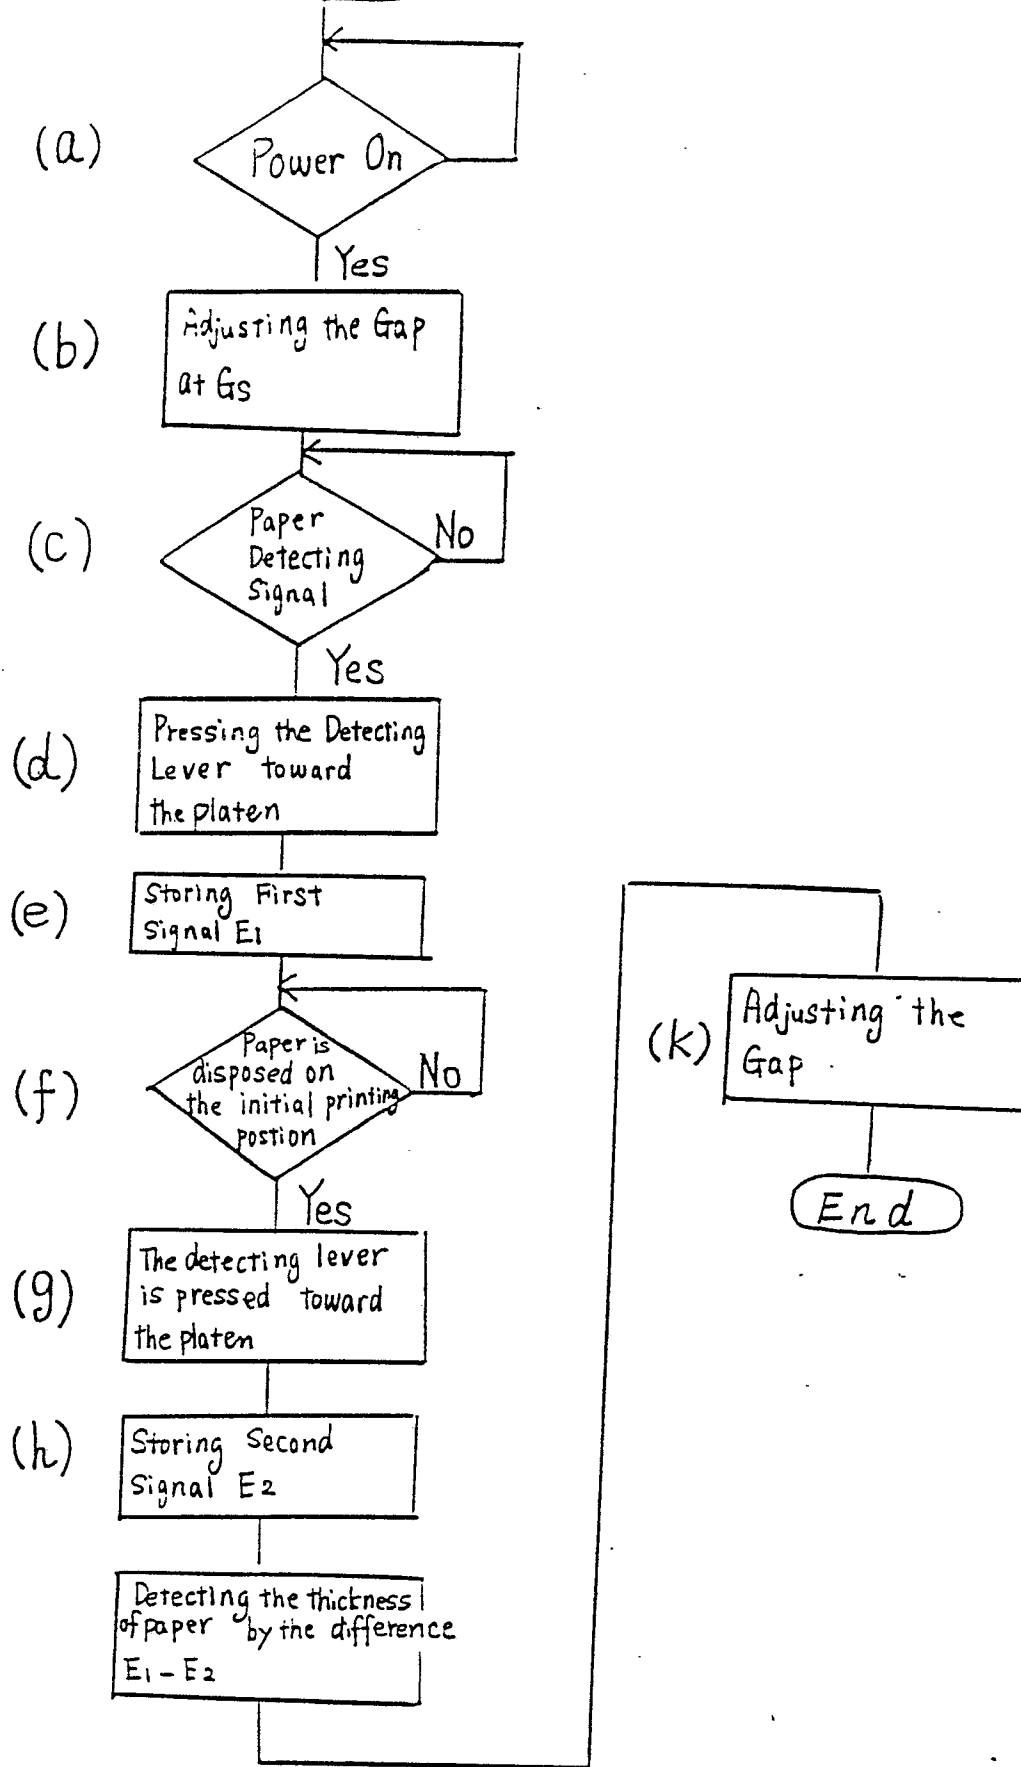 (a)
Power On
Yes
(b)
Adjusting the Gap
at Gs
(c)
Paper
Detecting
Signal
No
Yes
(d)
Pressing the Detecting
Lever toward
the platen
(e)
Storing First
Signal E1
(f)
Paper is
disposed on
the initial printing
postion
No
Yes
(g)
The detecting lever
is pressed toward
the platen
(h)
Storing Second
Signal E2
Detecting the thickness
of paper by the difference
E1 - E2
(k)
Adjusting the
Gap
End